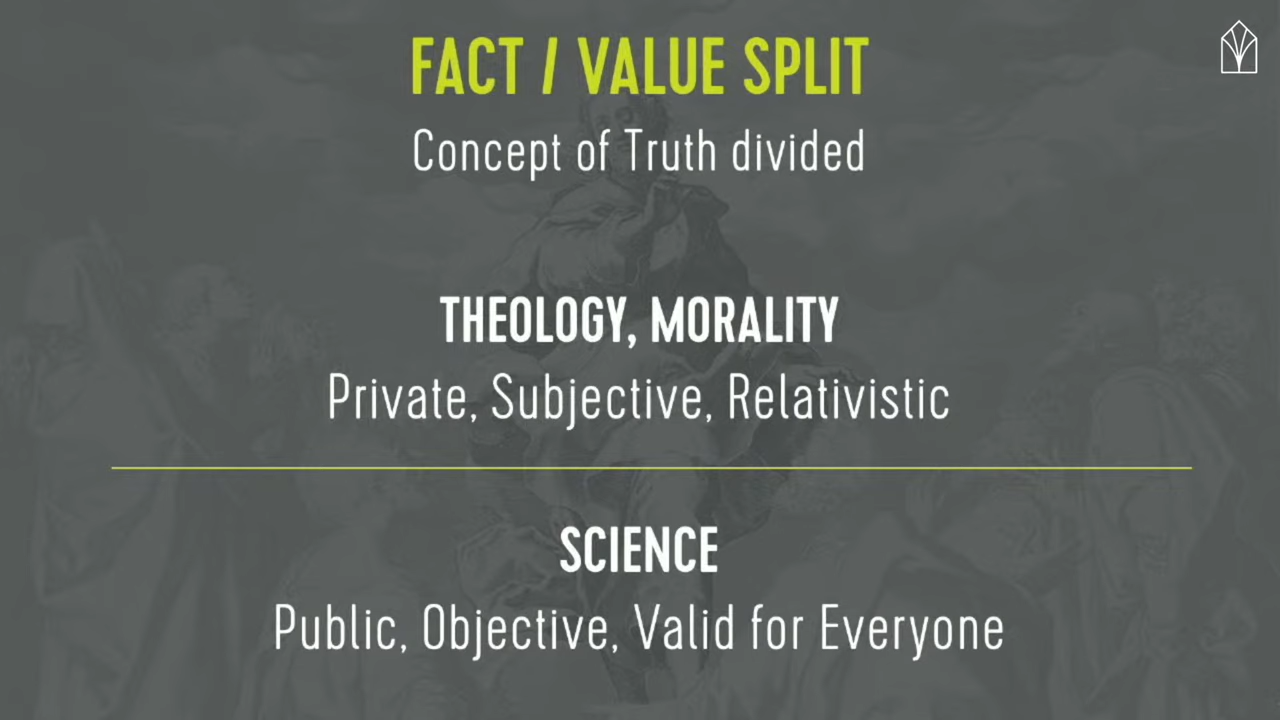 FACT / VALUE SPLIT
Concept of Truth divided
THEOLOGY, MORALITY
Private, Subjective, Relativistic
SCIENCE
Public, Objective, Valid for Everyone